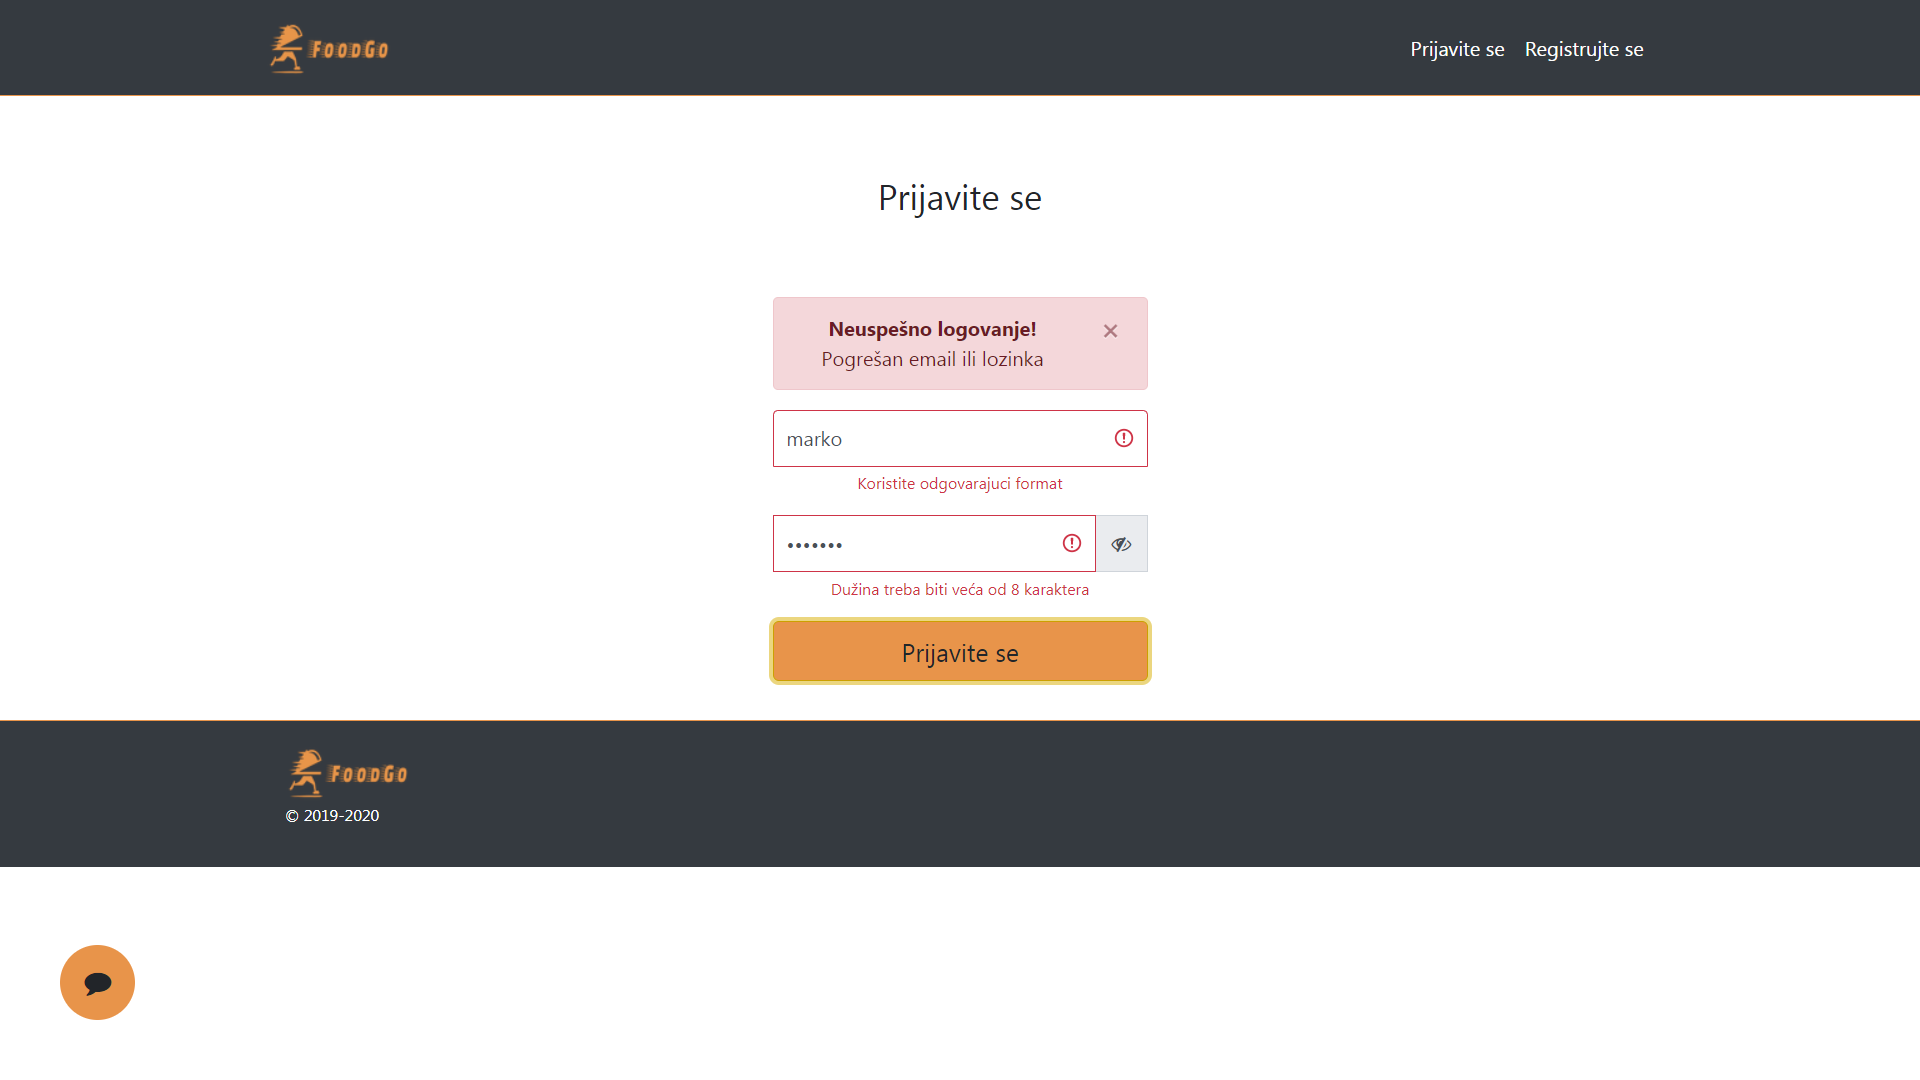 FoodGo
Prijavite se Registrujte se
Prijavite se
Neuspešno logovanje!
×
Pogrešan email ili lozinka
marko
Koristite odgovarajuci format
•••••••
Dužina treba biti veća od 8 karaktera
Prijavite se
FoodGo
© 2019-2020